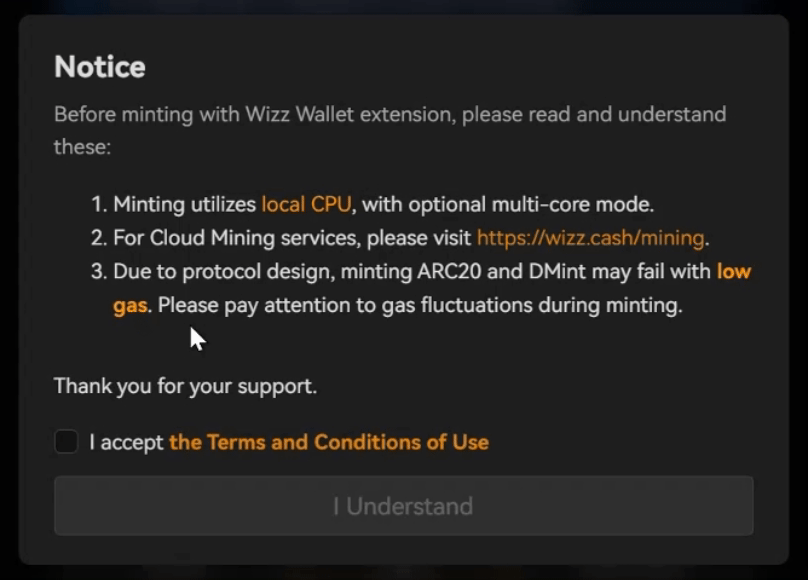 Notice
Before minting with Wizz Wallet extension, please read and understand
these:
1. Minting utilizes local CPU, with optional multi-core mode.
2. For Cloud Mining services, please visit https://wizz.cash/mining.
3. Due to protocol design, minting ARC20 and DMint may fail with low
gas. Please pay attention to gas fluctuations during minting.
Thank you for your support.
I accept the Terms and Conditions of Use
I Understand